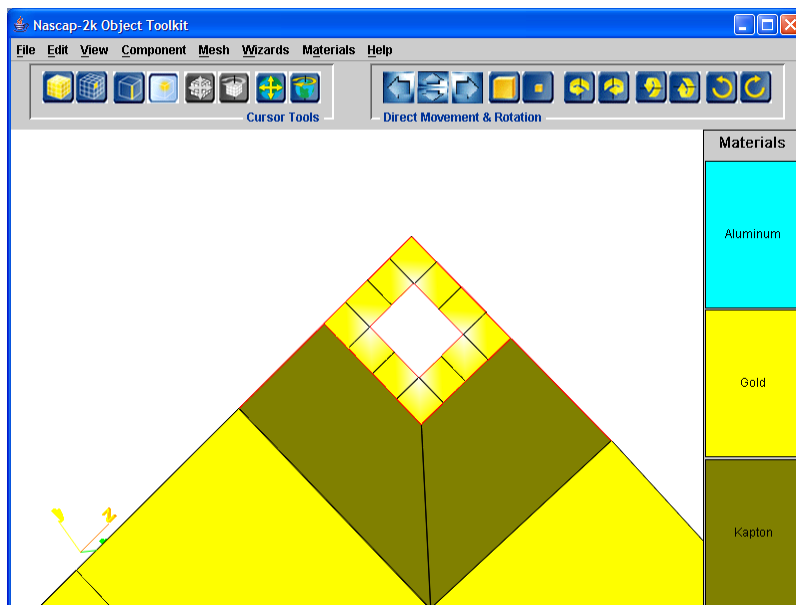 Nascap-2k Object Toolkit
File Edit View Component Mesh Wizards Materials Help
Cursor Tools
Direct Movement & Rotation
Materials
Aluminum
Gold
Kapton